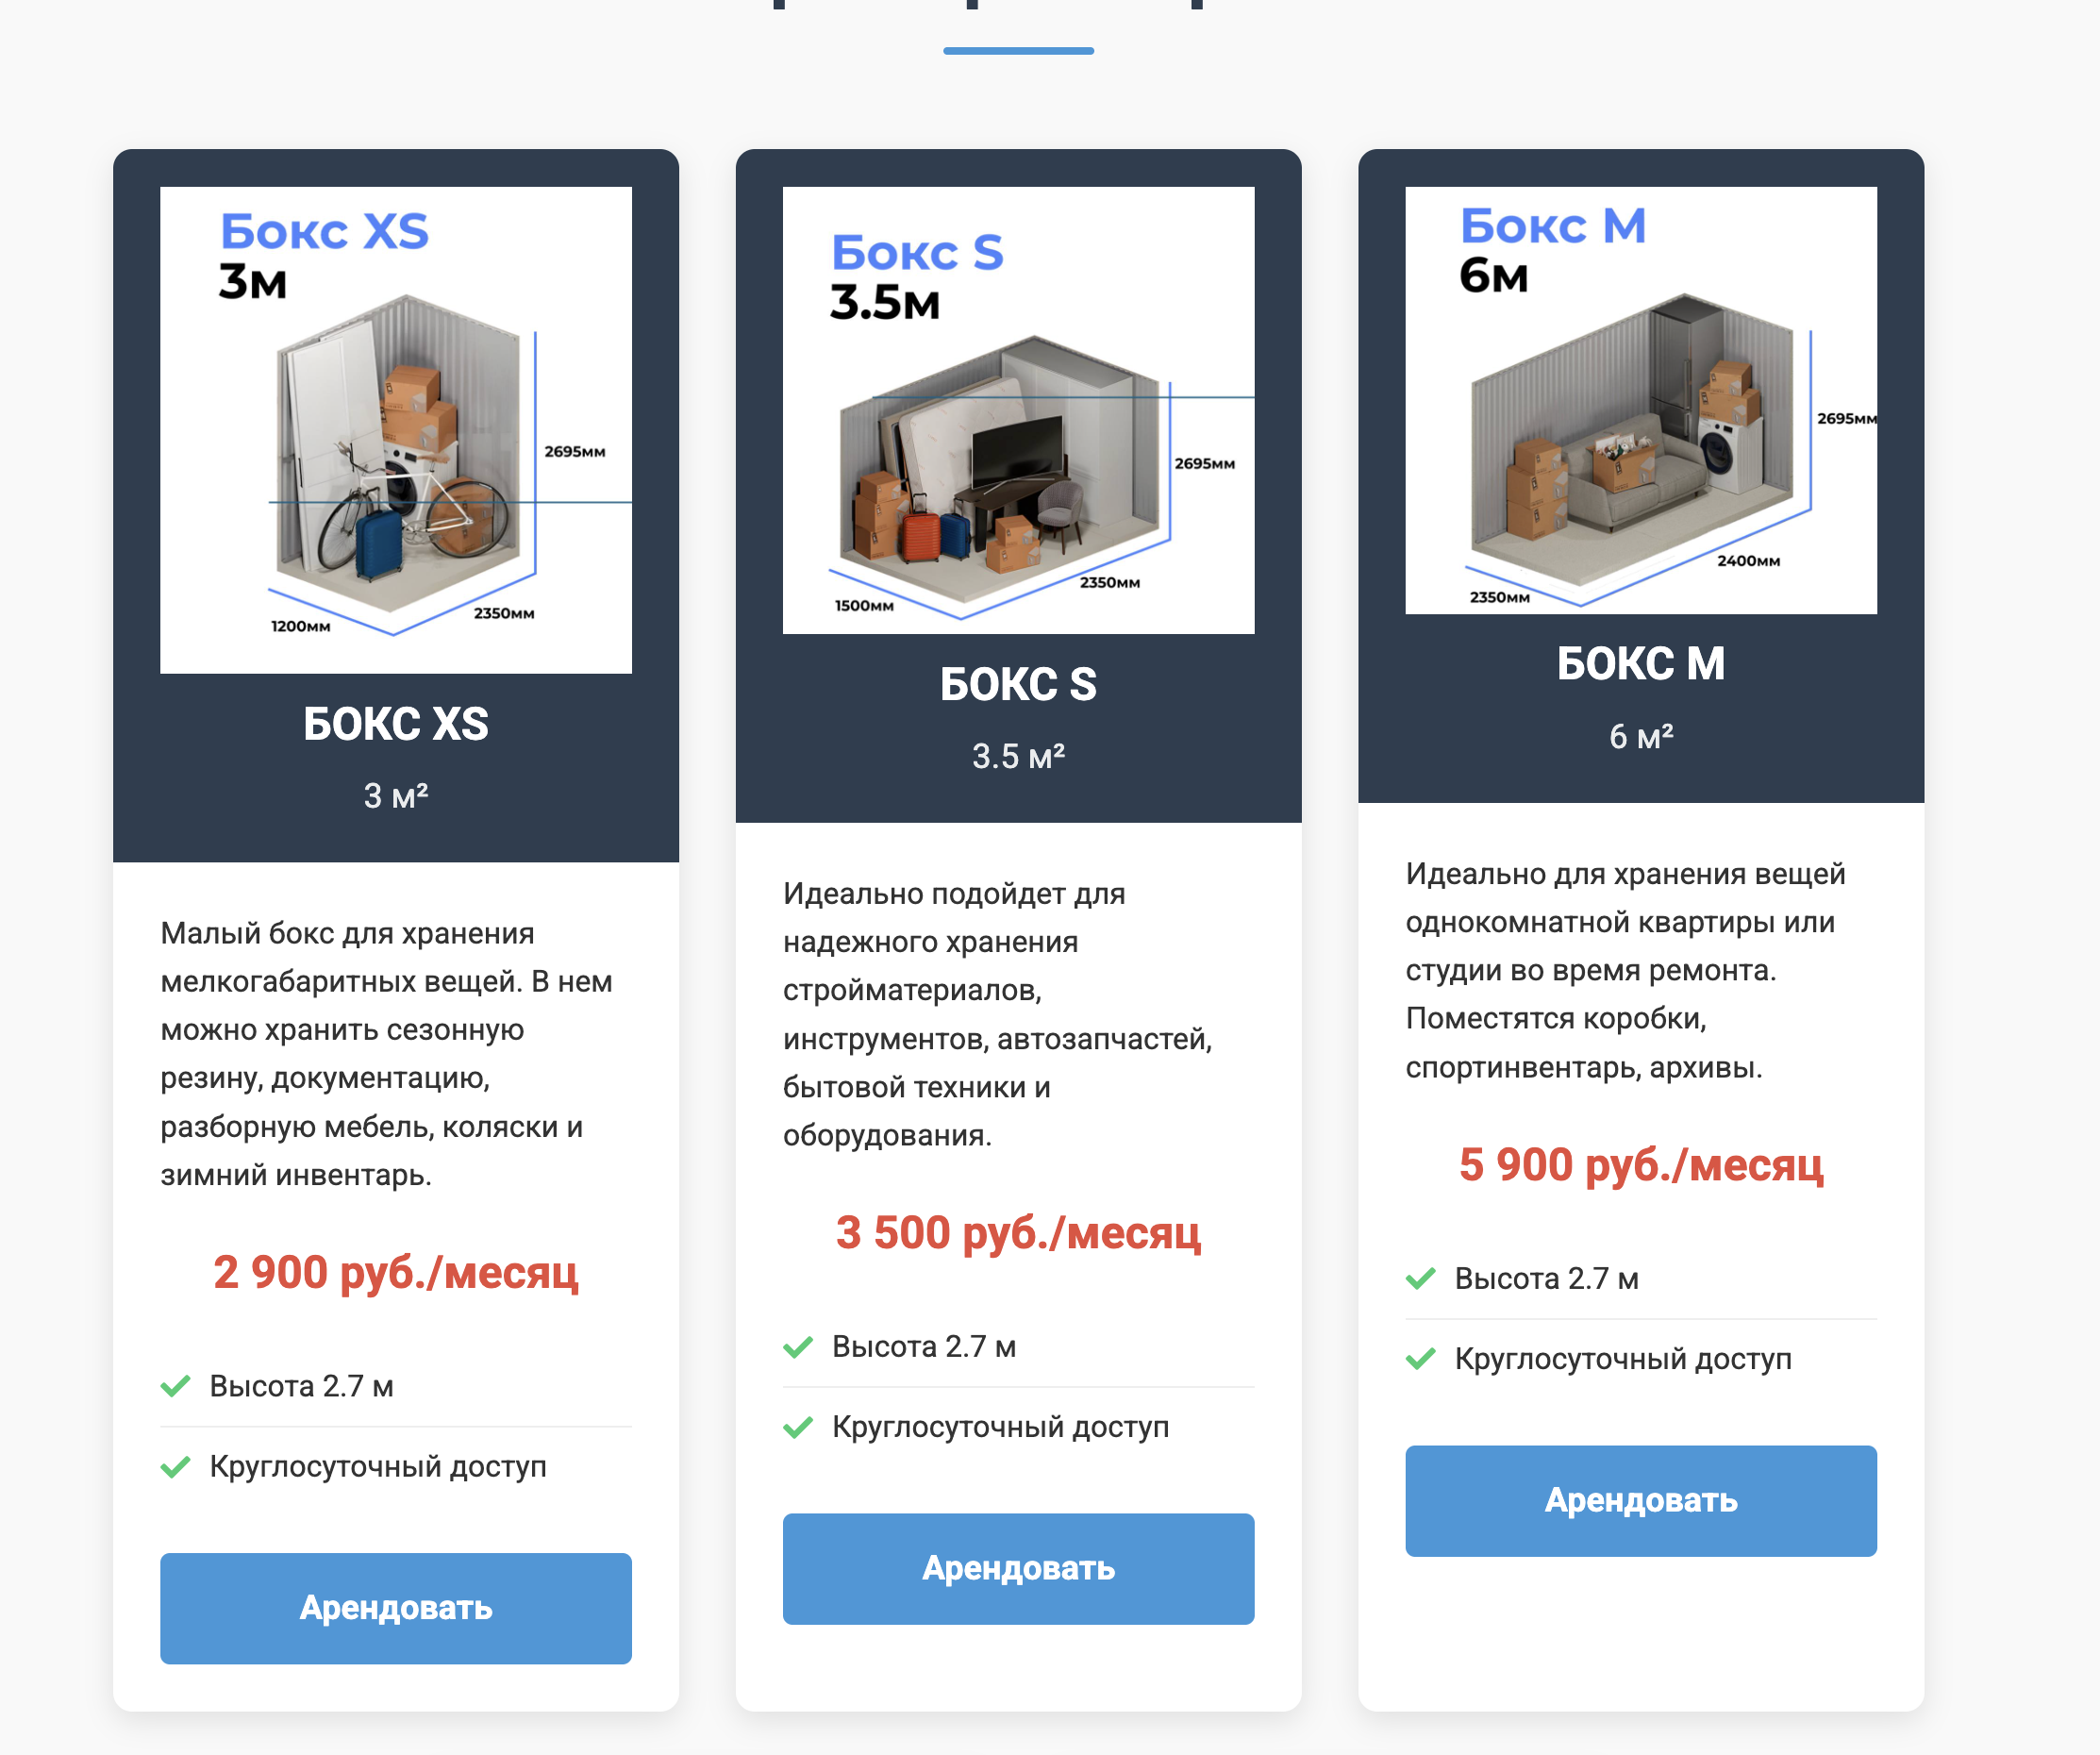 Бокс XS
3м
2695мм
2350мм
1200мм
БОКС XS
3 м²
Малый бокс для хранения
мелкогабаритных вещей. В нем
можно хранить сезонную
резину, документацию,
разборную мебель, коляски и
зимний инвентарь.
2 900 руб./месяц
Высота 2.7 м
Круглосуточный доступ
Арендовать
Бокс S
3.5м
2695мм
2350мм
1500мм
БОКС S
3.5 м²
Идеально подойдет для
надежного хранения
стройматериалов,
инструментов, автозапчастей,
бытовой техники и
оборудования.
3 500 руб./месяц
Высота 2.7 м
Круглосуточный доступ
Арендовать
Бокс M
6м
2695мм
2400мм
2350мм
БОКС M
6 м²
Идеально для хранения вещей
однокомнатной квартиры или
студии во время ремонта.
Поместятся коробки,
спортинвентарь, архивы.
5 900 руб./месяц
Высота 2.7 м
Круглосуточный доступ
Арендовать